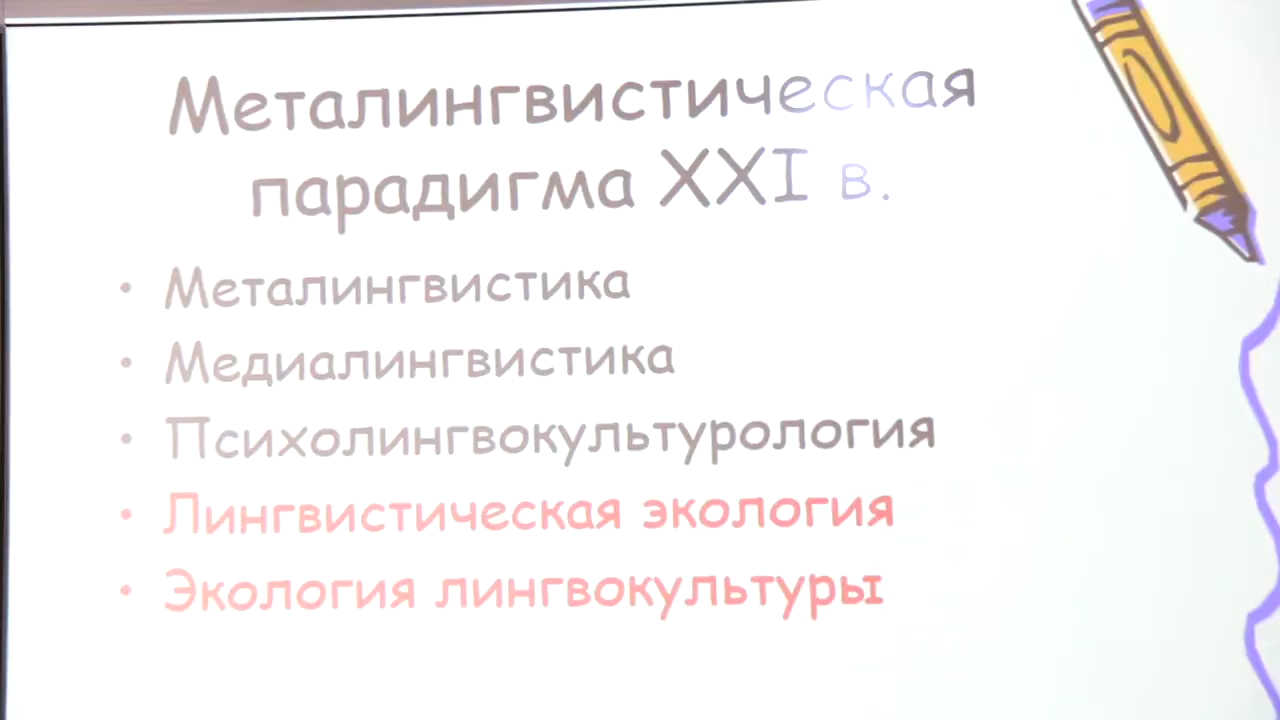 Металингвистическая
парадигма XXI в.
• Металингвистика
• Медиалингвистика
• Психолингвокультурология
• Лингвистическая экология
• Экология лингвокультуры